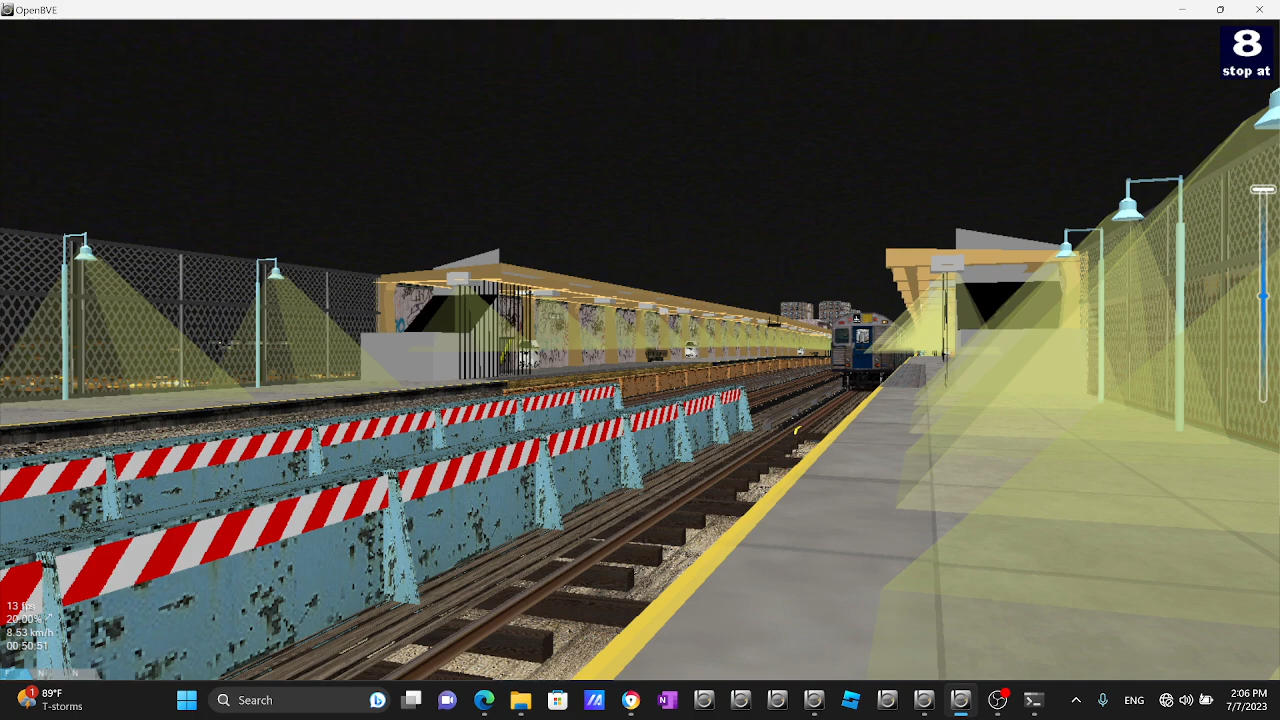 OpenBVE
8
stop at
13 fps
20.00%
8.53 km/h
00:50:51
N
N
1
89°F
T-storms
Search
N
ENG
2:06 PM
7/7/2023